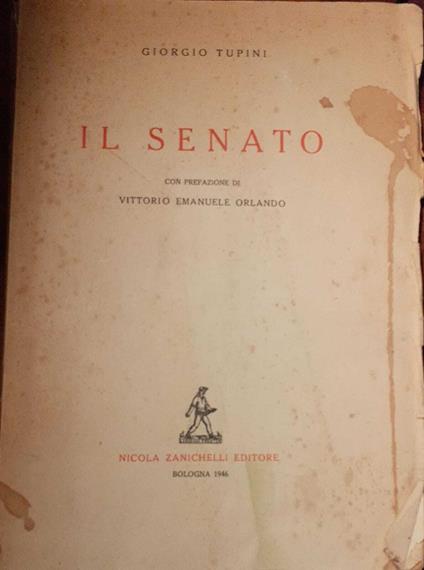 GIORGIO TUPINI
IL SENATO
CON PREFAZIONE DI
VITTORIO EMANUELE ORLANDO
NICOLA ZANICHELLI EDITORE
BOLOGNA 1946